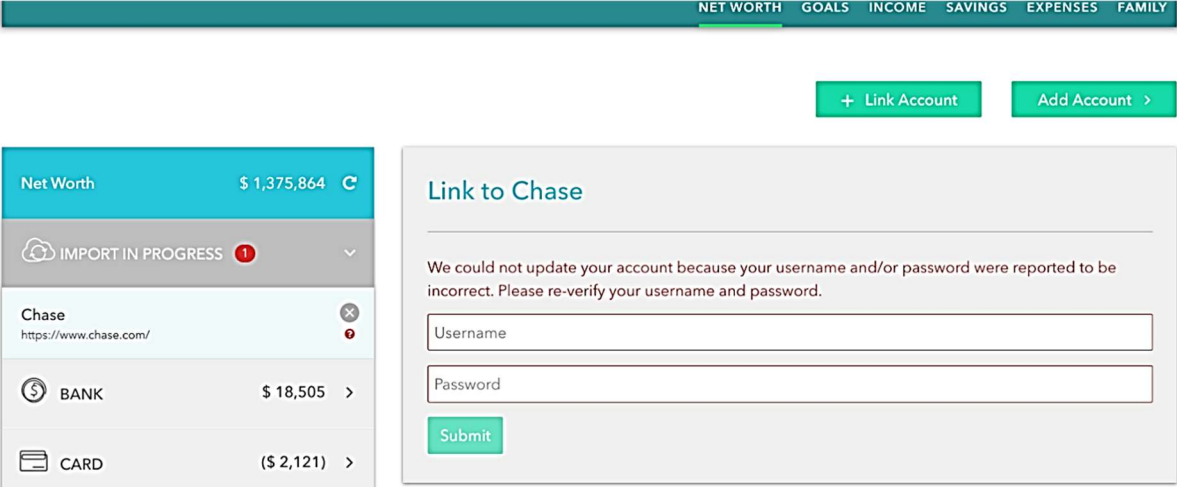 NET WORTH GOALS INCOME SAVINGS EXPENSES FAMILY
+ Link Account
Add Account >
Net Worth $ 1,375,864
IMPORT IN PROGRESS 1
Chase
https://www.chase.com/
?
BANK $ 18,505 >
CARD ($ 2,121) >
Link to Chase
We could not update your account because your username and/or password were reported to be
incorrect. Please re-verify your username and password.
Username
Password
Submit